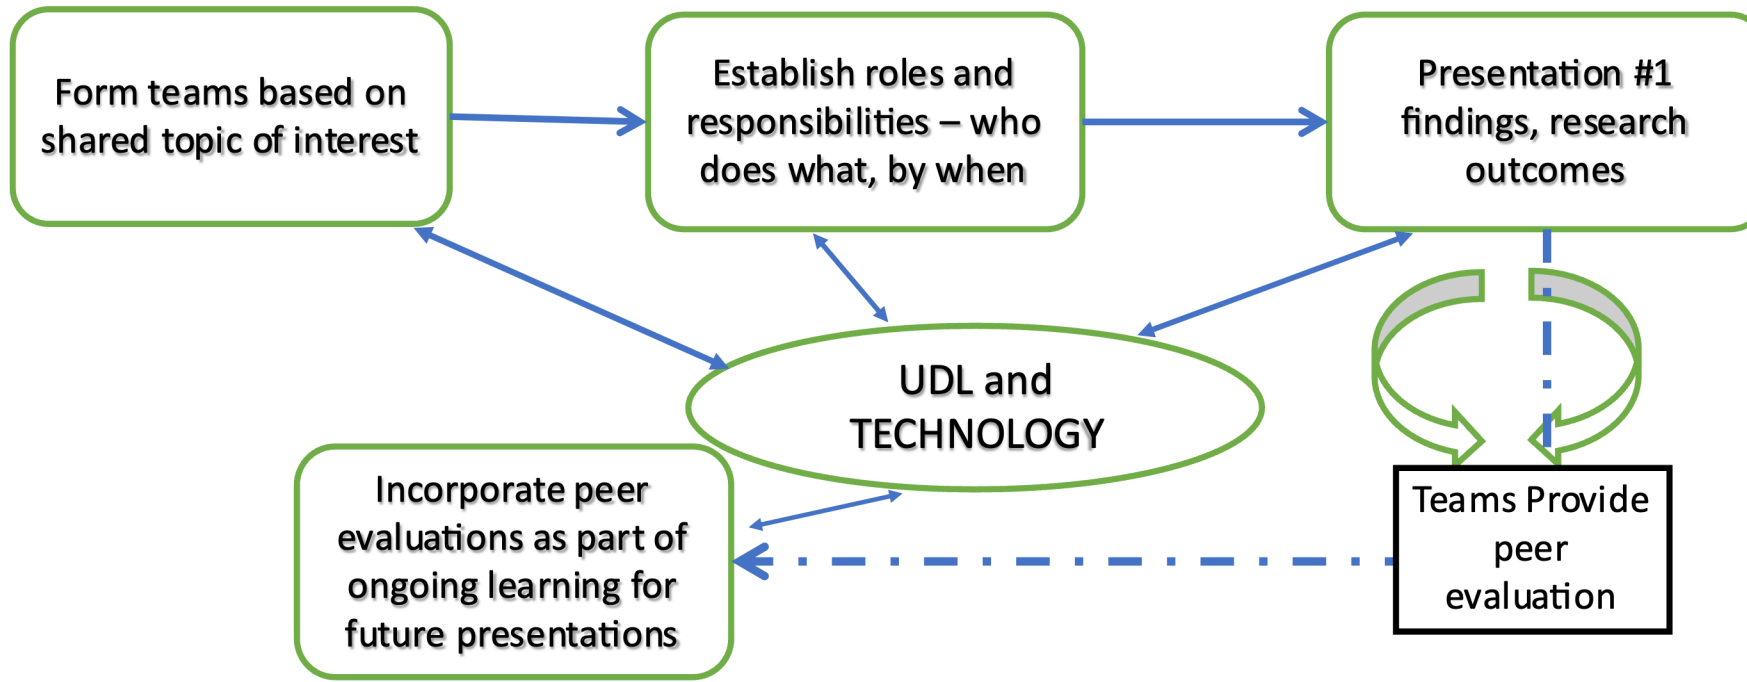 Form teams based on
shared topic of interest
Establish roles and
responsibilities – who
does what, by when
Presentation #1
findings, research
outcomes
UDL and
TECHNOLOGY
Incorporate peer
evaluations as part of
ongoing learning for
future presentations
Teams Provide
peer
evaluation